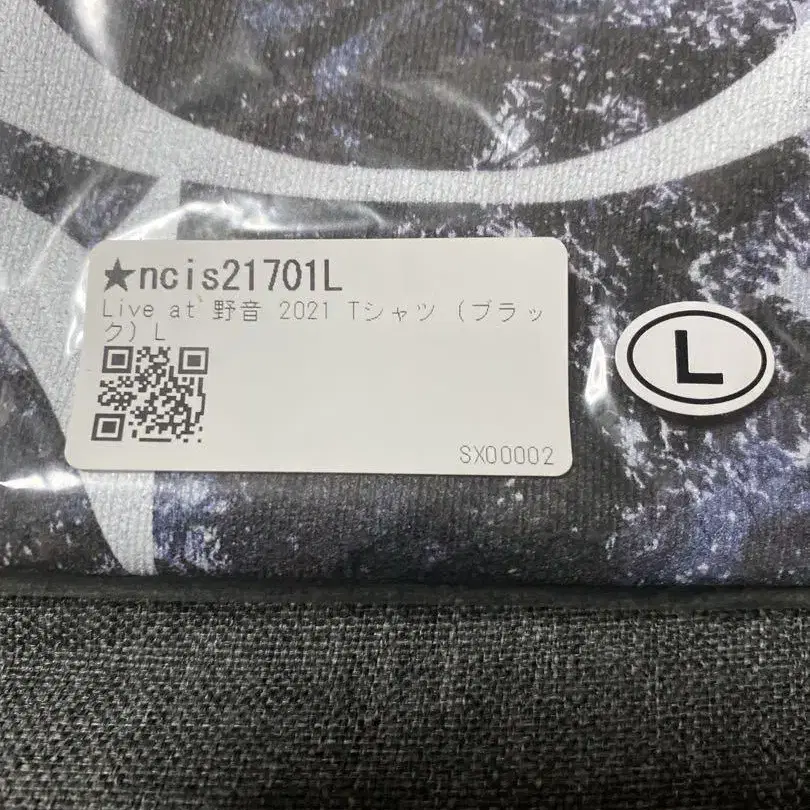 ★ncis21701L
Live at 野音 2021 Tシャツ (ブラッ
ク) L
SX00002
L